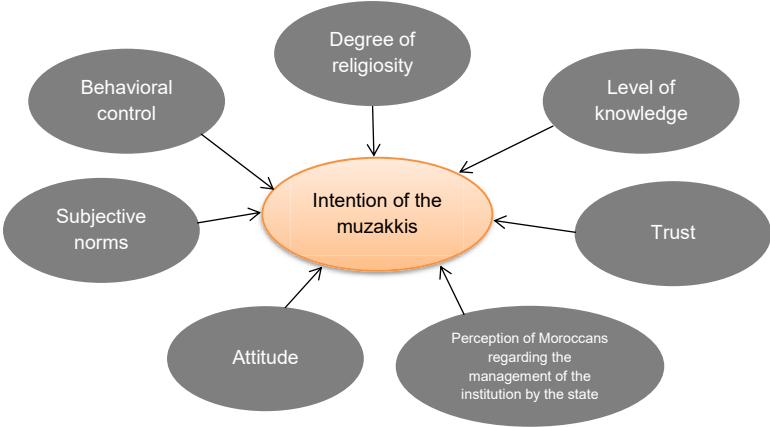 Degree of
religiosity
Behavioral
control
Level of
knowledge
Intention of the
muzakkis
Subjective
norms
Trust
Attitude
Perception of Moroccans
regarding the
management of the
institution by the state